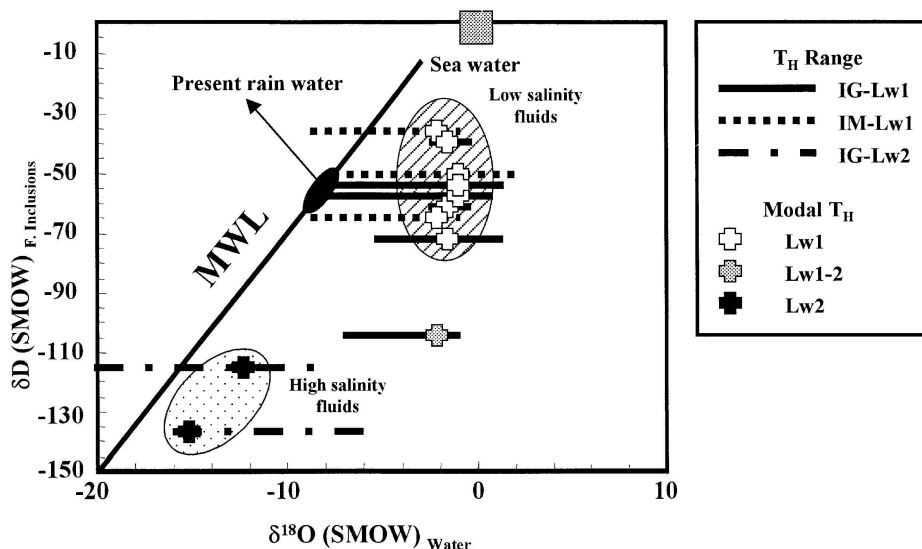 -10
-30
-50
-70
-90
-110
-130
-150
-20
-10
0
10
δD (SMOW) F. Inclusions
δ18O (SMOW) Water
Present rain water
Sea water
Low salinity
fluids
MWL
High salinity
fluids
TH Range
IG-Lw1
IM-Lw1
IG-Lw2
Modal TH
Lw1
Lw1-2
Lw2